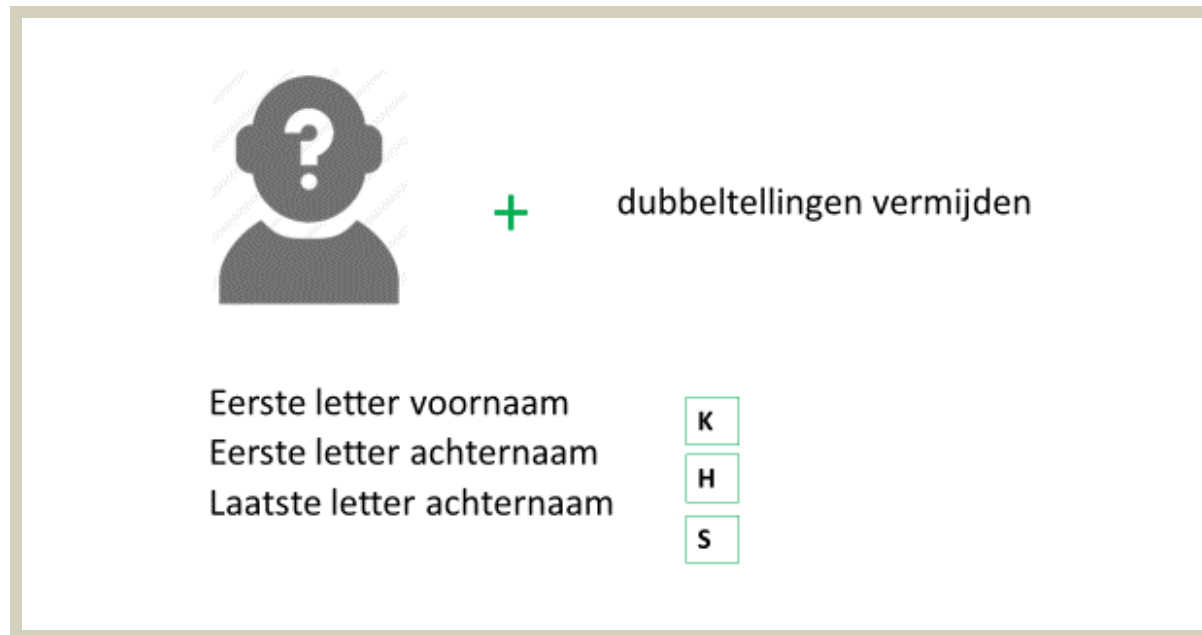 ?
+ dubbeltellingen vermijden
Eerste letter voornaam K
Eerste letter achternaam H
Laatste letter achternaam S